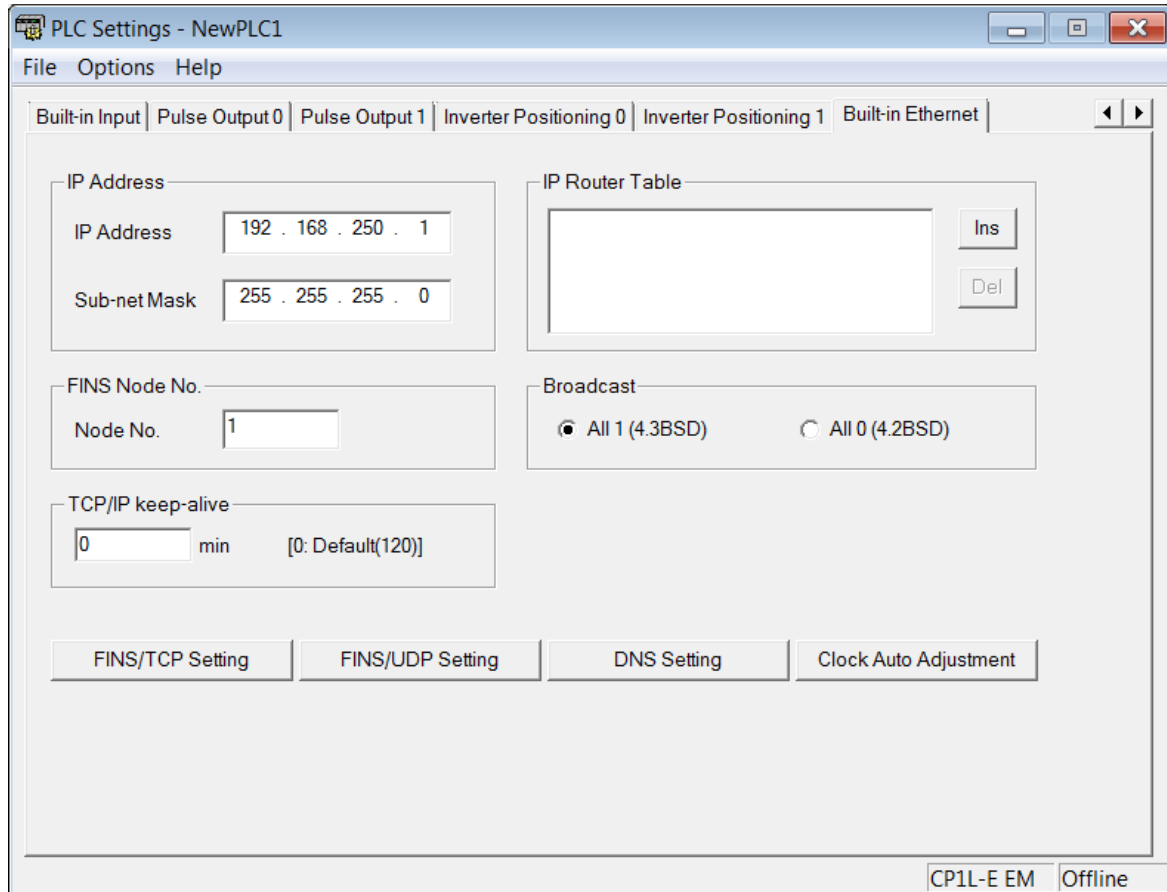 PLC Settings - NewPLC1
File Options Help
Built-in Input Pulse Output 0 Pulse Output 1 Inverter Positioning 0 Inverter Positioning 1 Built-in Ethernet
IP Address
IP Address 192 . 168 . 250 . 1
Sub-net Mask 255 . 255 . 255 . 0
IP Router Table
Ins
Del
FINS Node No.
Node No. 1
Broadcast
All 1 (4.3BSD) All 0 (4.2BSD)
TCP/IP keep-alive
0 min [0: Default(120)]
FINS/TCP Setting FINS/UDP Setting DNS Setting Clock Auto Adjustment
CP1L-E EM Offline